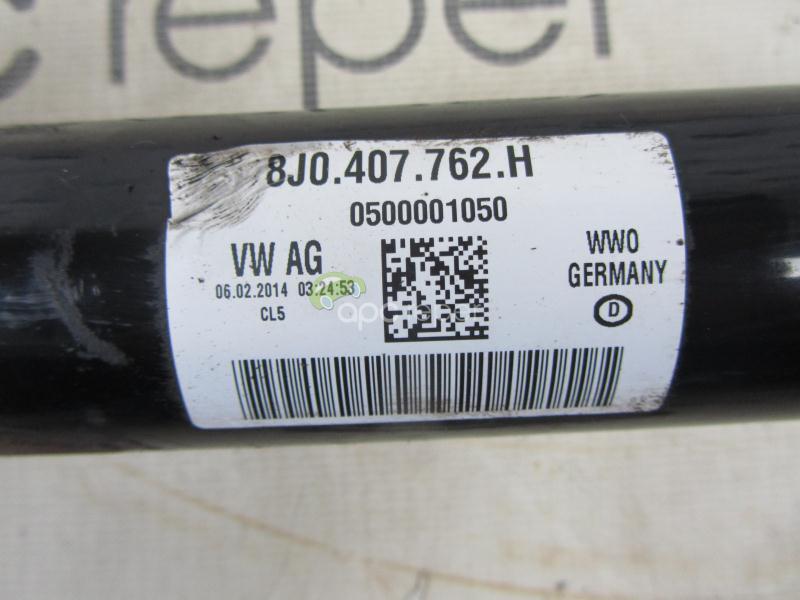 8J0.407.762.H
0500001050
VW AG
06.02.2014 03:24:53
CL5
WWO
GERMANY
D